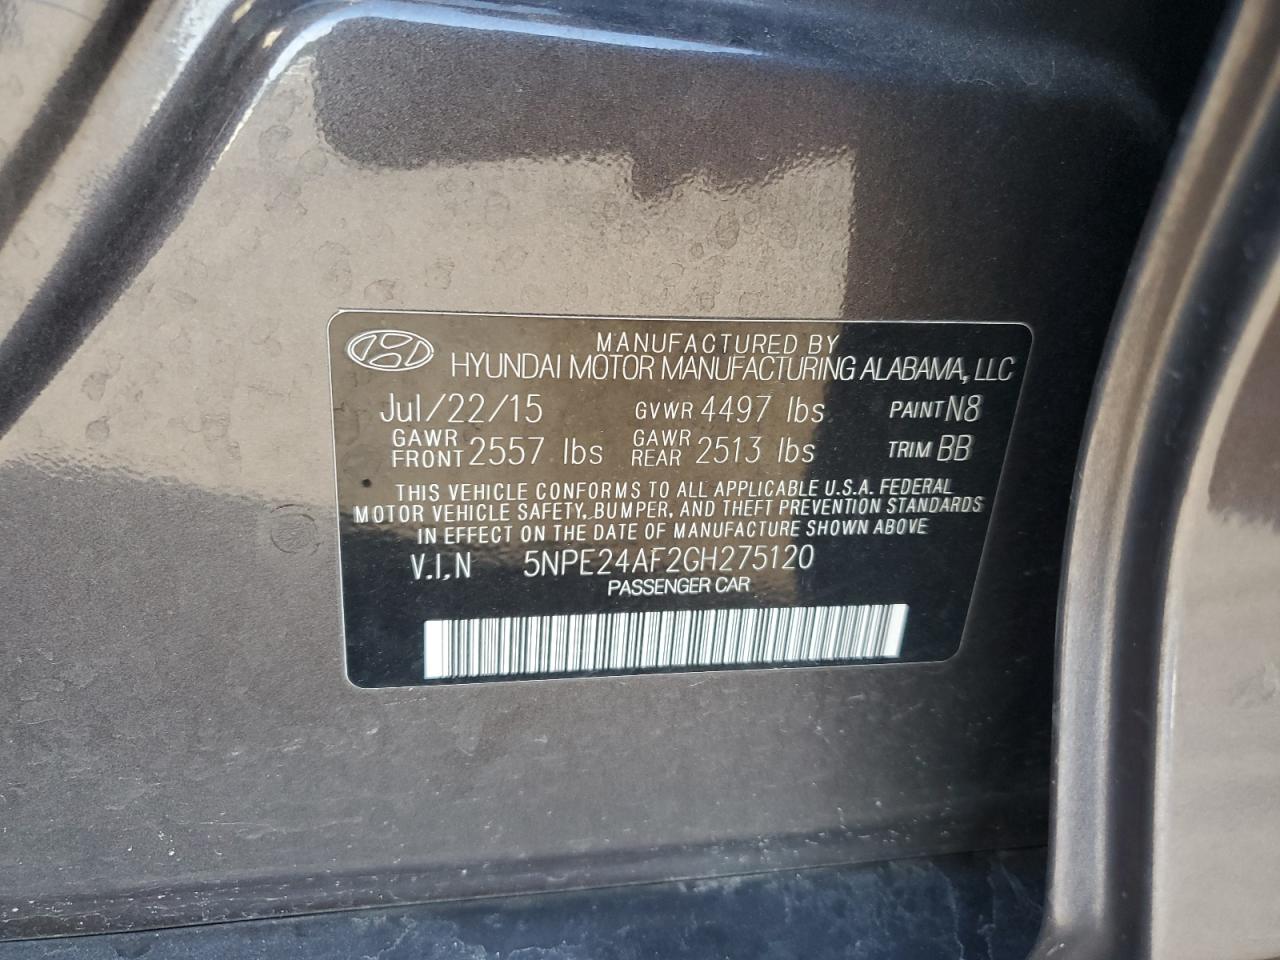 MANUFACTURED BY
HYUNDAI MOTOR MANUFACTURING ALABAMA, LLC
Jul/22/15 GVWR 4497 lbs PAINT N8
GAWR FRONT 2557 lbs GAWR REAR 2513 lbs TRIM BB
THIS VEHICLE CONFORMS TO ALL APPLICABLE U.S.A. FEDERAL
MOTOR VEHICLE SAFETY, BUMPER, AND THEFT PREVENTION STANDARDS
IN EFFECT ON THE DATE OF MANUFACTURE SHOWN ABOVE
V.I.N 5NPE24AF2GH275120
PASSENGER CAR